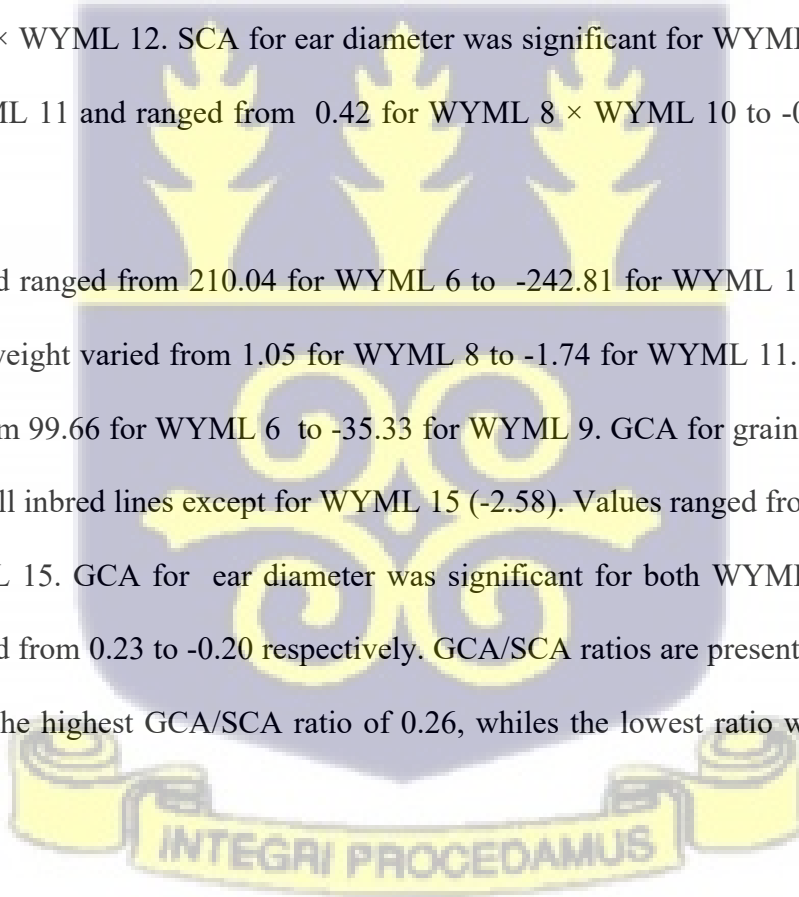 × WYML 12. SCA for ear diameter was significant for WYML
ML 11 and ranged from 0.42 for WYML 8 × WYML 10 to -0
d ranged from 210.04 for WYML 6 to -242.81 for WYML 1
weight varied from 1.05 for WYML 8 to -1.74 for WYML 11.
m 99.66 for WYML 6 to -35.33 for WYML 9. GCA for grain
ll inbred lines except for WYML 15 (-2.58). Values ranged fro
L 15. GCA for ear diameter was significant for both WYML
d from 0.23 to -0.20 respectively. GCA/SCA ratios are present
he highest GCA/SCA ratio of 0.26, whiles the lowest ratio w
INTEGRI PROCEDAMUS